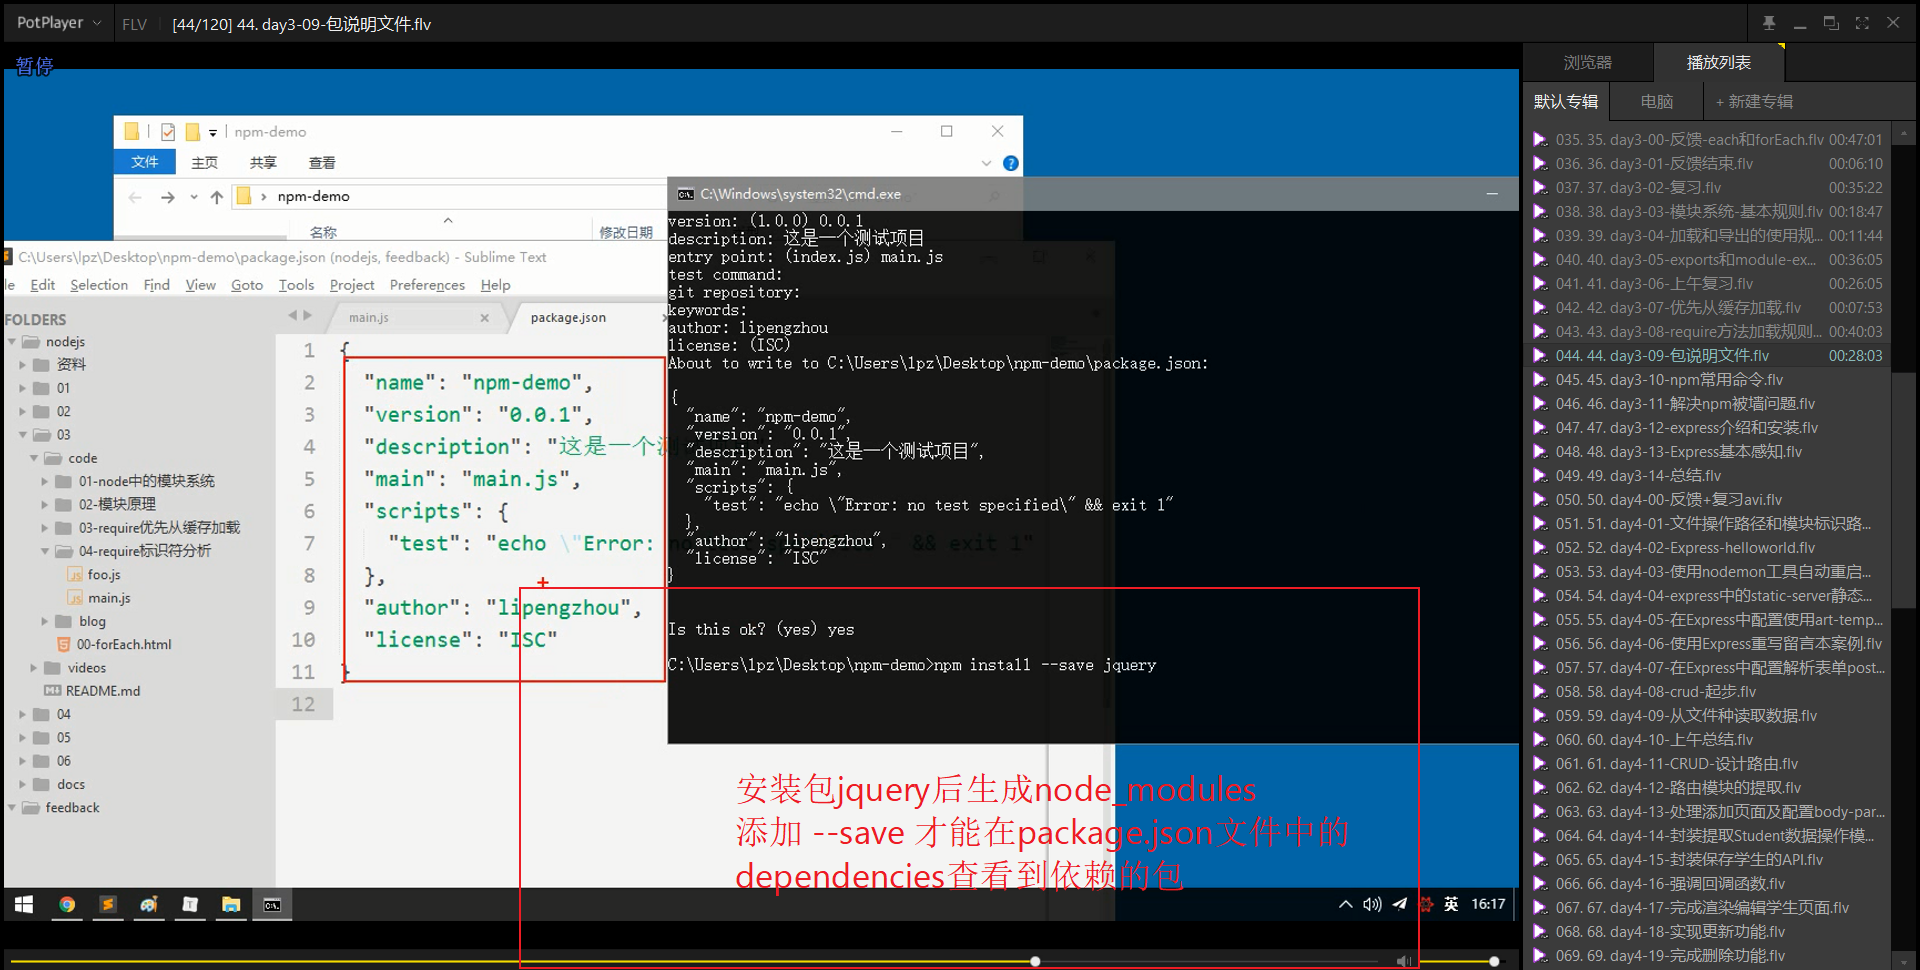 PotPlayer
FLV
[44/120] 44. day3-09-包说明文件.flv
暂停
npm-demo
文件 主页 共享 查看
npm-demo
名称 修改日期
C:\Users\lpz\Desktop\npm-demo\package.json (nodejs, feedback) - Sublime Text
le Edit Selection Find View Goto Tools Project Preferences Help
FOLDERS
nodejs
资料
01
02
03
code
01-node中的模块系统
02-模块原理
03-require优先从缓存加载
04-require标识符分析
foo.js
main.js
blog
00-forEach.html
videos
README.md
04
05
06
docs
feedback
main.js
package.json
1 {
2 "name": "npm-demo",
3 "version": "0.0.1",
4 "description": "这是一个测
5 "main": "main.js",
6 "scripts": {
7 "test": "echo \"Error: no test specified\" && exit 1"
8 },
9 "author": "lipengzhou",
10 "license": "ISC"
11 }
12
C:\Windows\system32\cmd.exe
version: (1.0.0) 0.0.1
description: 这是一个测试项目
entry point: (index.js) main.js
test command:
git repository:
keywords:
author: lipengzhou
license: (ISC)
About to write to C:\Users\lpz\Desktop\npm-demo\package.json:
{
"name": "npm-demo",
"version": "0.0.1",
"description": "这是一个测试项目",
"main": "main.js",
"scripts": {
"test": "echo \"Error: no test specified\" && exit 1"
},
"author": "lipengzhou",
"license": "ISC"
}
Is this ok? (yes) yes
C:\Users\lpz\Desktop\npm-demo>npm install --save jquery
安装包jquery后生成node_modules
添加 --save 才能在package.json文件中的
dependencies查看到依赖的包
英 16:17
浏览器 播放列表
默认专辑 电脑 + 新建专辑
035. 35. day3-00-反馈-each和forEach.flv 00:47:01
036. 36. day3-01-反馈结束.flv 00:06:10
037. 37. day3-02-复习.flv 00:35:22
038. 38. day3-03-模块系统-基本规则.flv 00:18:47
039. 39. day3-04-加载和导出的使用规... 00:11:44
040. 40. day3-05-exports和module-ex... 00:36:05
041. 41. day3-06-上午复习.flv 00:26:05
042. 42. day3-07-优先从缓存加载.flv 00:07:53
043. 43. day3-08-require方法加载规则... 00:40:03
044. 44. day3-09-包说明文件.flv 00:28:03
045. 45. day3-10-npm常用命令.flv
046. 46. day3-11-解决npm被墙问题.flv
047. 47. day3-12-express介绍和安装.flv
048. 48. day3-13-Express基本感知.flv
049. 49. day3-14-总结.flv
050. 50. day4-00-反馈+复习avi.flv
051. 51. day4-01-文件操作路径和模块标识路...
052. 52. day4-02-Express-helloworld.flv
053. 53. day4-03-使用nodemon工具自动重启...
054. 54. day4-04-express中的static-server静态...
055. 55. day4-05-在Express中配置使用art-temp...
056. 56. day4-06-使用Express重写留言本案例.flv
057. 57. day4-07-在Express中配置解析表单post...
058. 58. day4-08-crud-起步.flv
059. 59. day4-09-从文件种读取数据.flv
060. 60. day4-10-上午总结.flv
061. 61. day4-11-CRUD-设计路由.flv
062. 62. day4-12-路由模块的提取.flv
063. 63. day4-13-处理添加页面及配置body-par...
064. 64. day4-14-封装提取Student数据操作模...
065. 65. day4-15-封装保存学生的API.flv
066. 66. day4-16-强调回调函数.flv
067. 67. day4-17-完成渲染编辑学生页面.flv
068. 68. day4-18-实现更新功能.flv
069. 69. day4-19-完成删除功能.flv